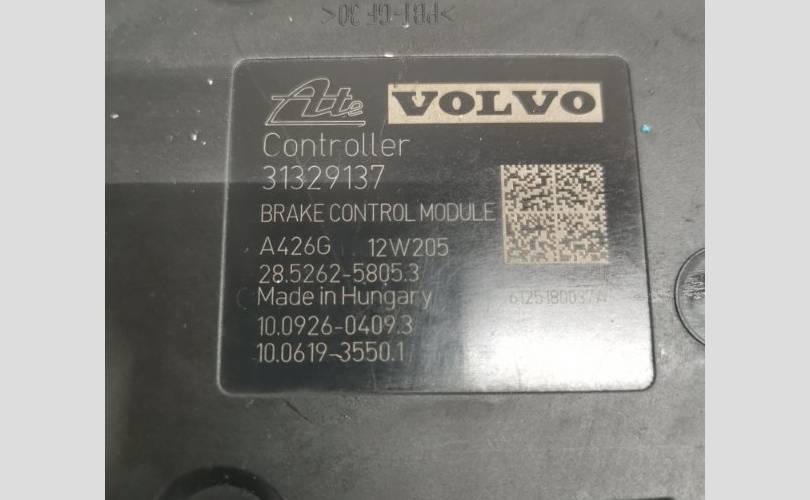 >PBT-GF 30<
Ate VOLVO
Controller
31329137
BRAKE CONTROL MODULE
A426G 12W205
28.5262-5805.3
Made in Hungary
10.0926-0409.3
10.0619-3550.1